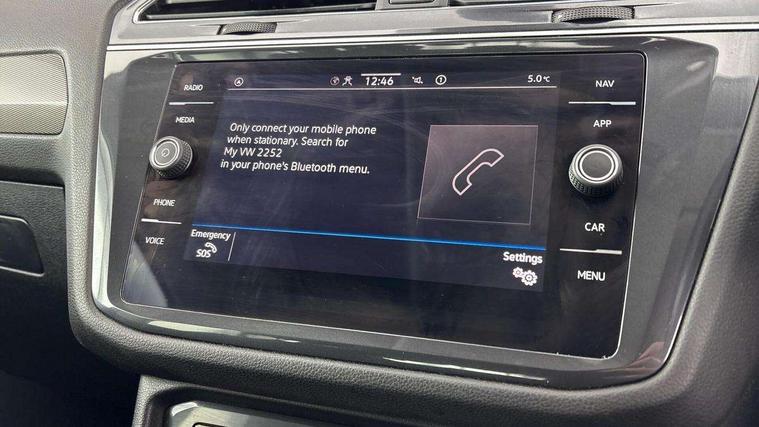 RADIO
MEDIA
PHONE
VOICE
12:46
5.0°C
Only connect your mobile phone
when stationary. Search for
My VW 2252
in your phone's Bluetooth menu.
Emergency
SOS
Settings
NAV
APP
CAR
MENU